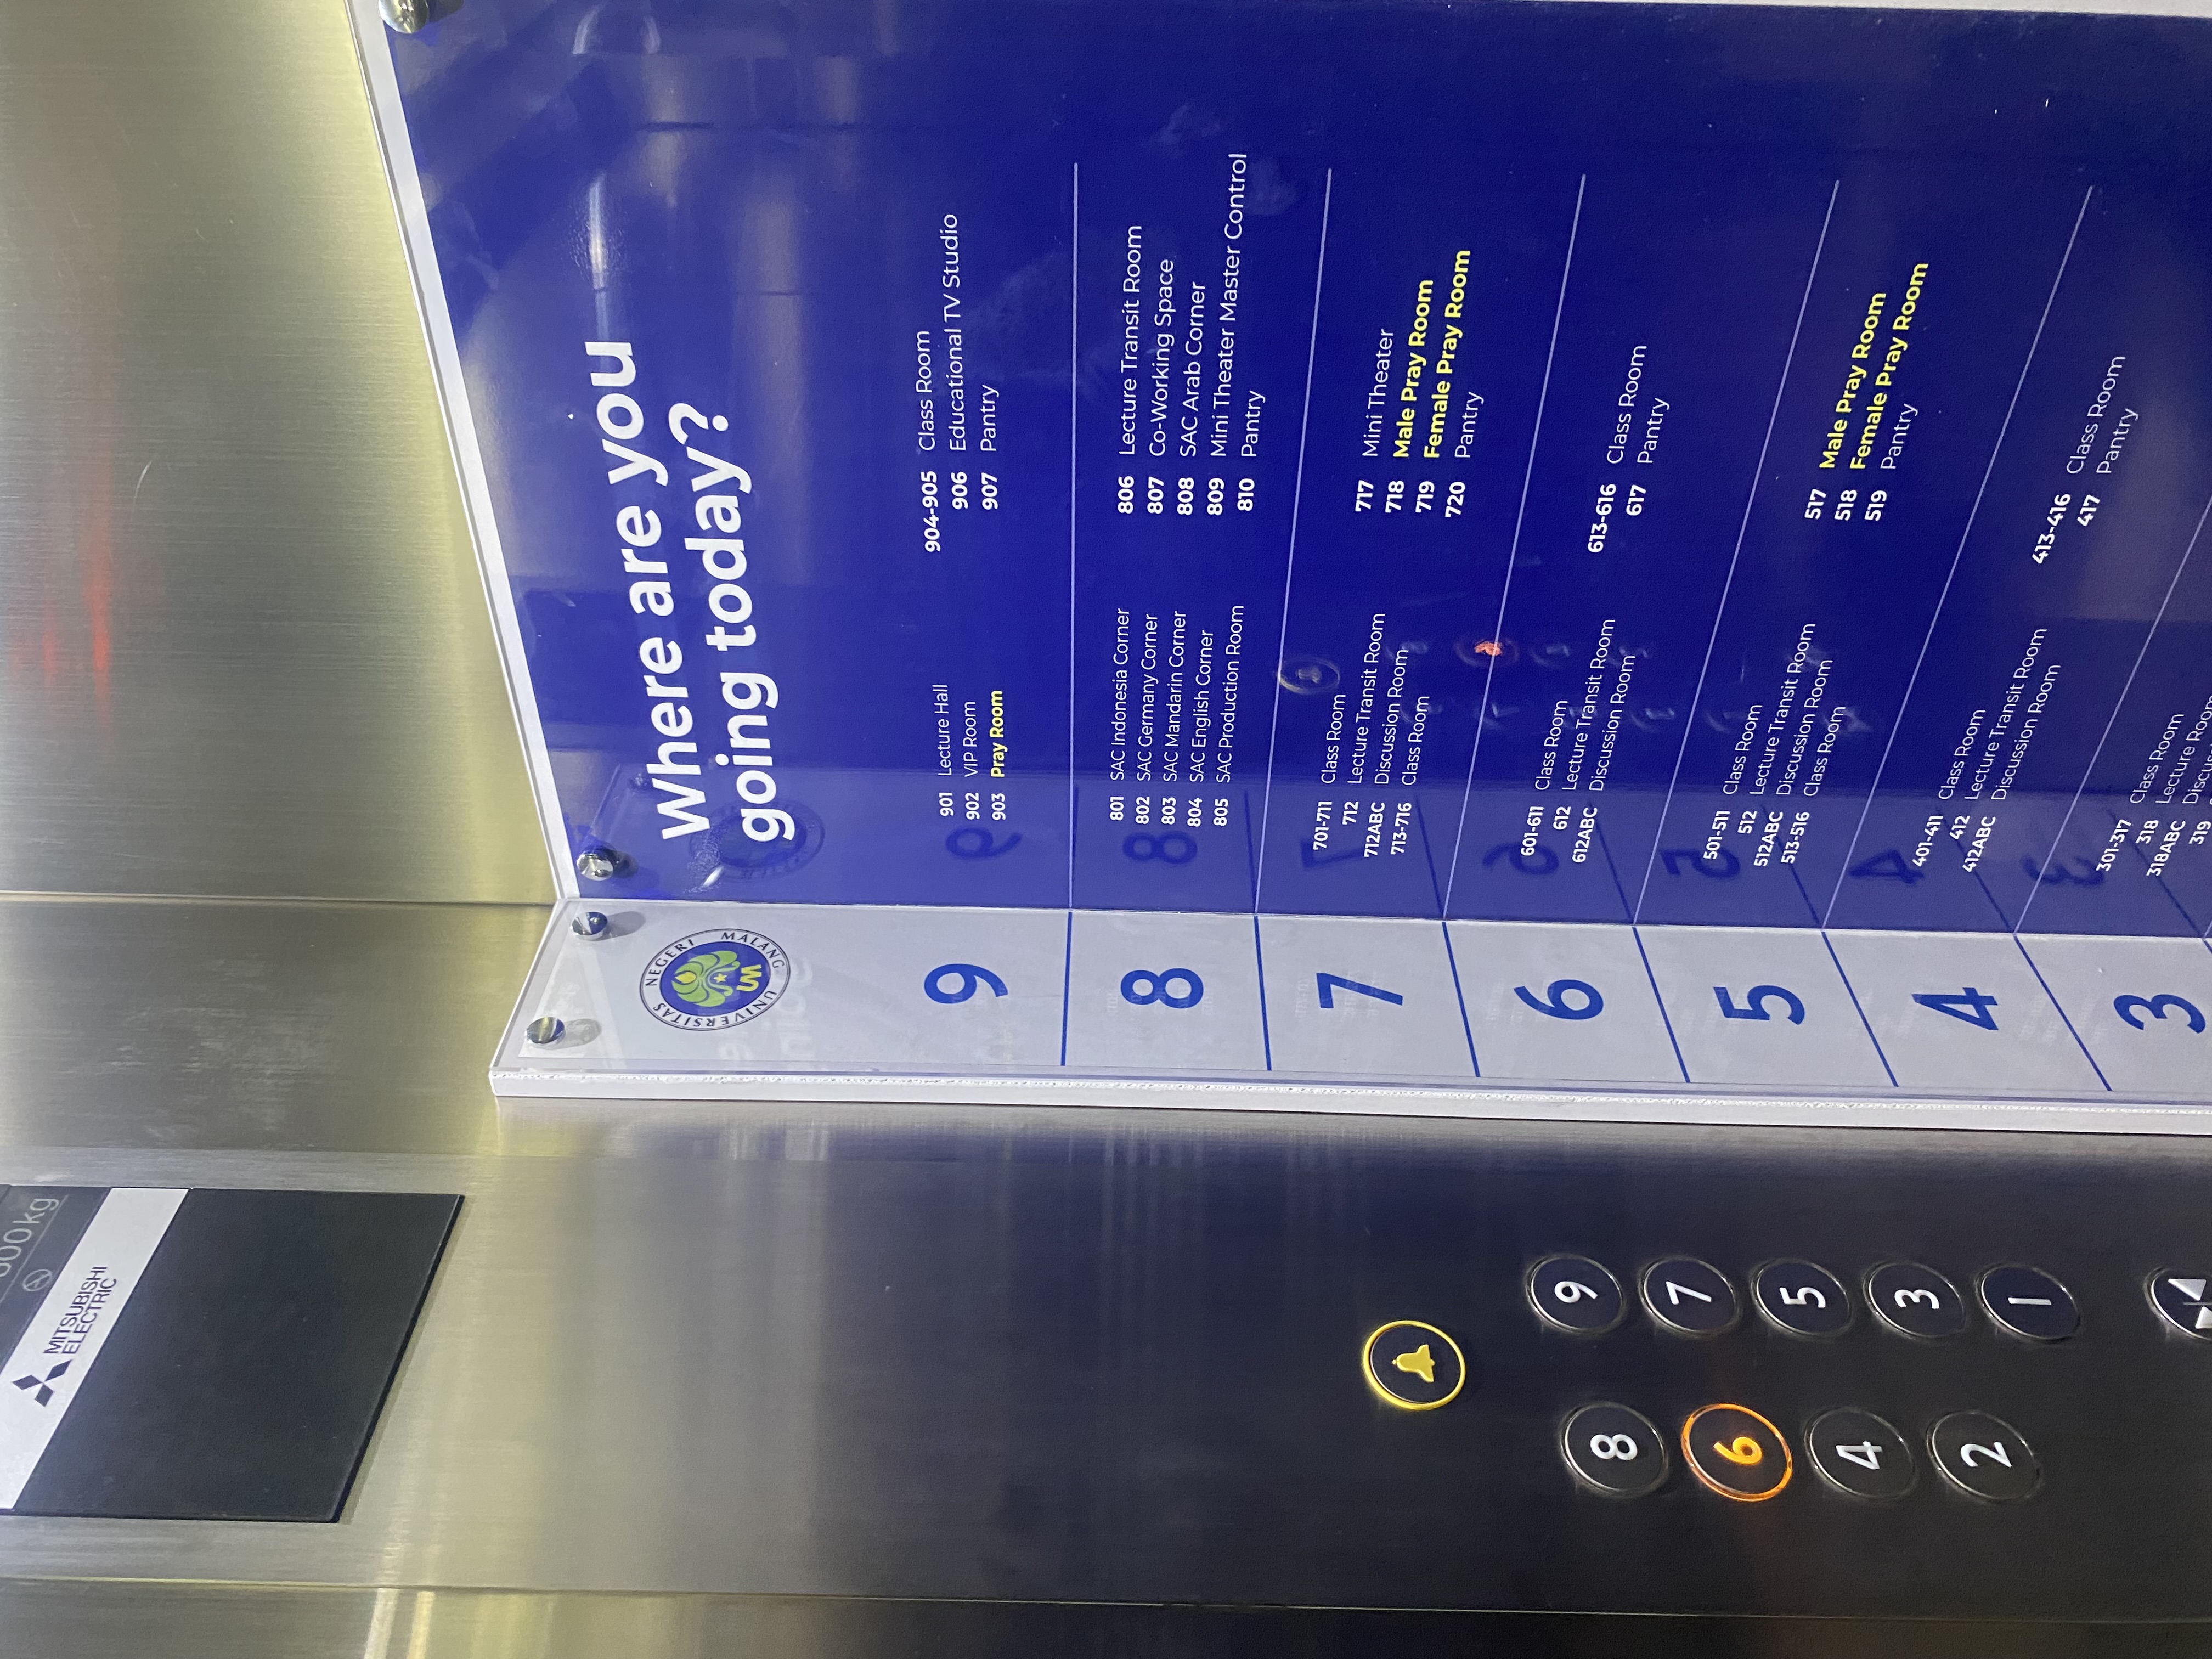 00kg
MITSUBISHI
ELECTRIC
UNIVERSITAS NEGERI MALANG
UM
Where are you
going today?
9
901 Lecture Hall
902 VIP Room
903 Pray Room
904-905 Class Room
906 Educational TV Studio
907 Pantry
8
801 SAC Indonesia Corner
802 SAC Germany Corner
803 SAC Mandarin Corner
804 SAC English Corner
805 SAC Production Room
806 Lecture Transit Room
807 Co-Working Space
808 SAC Arab Corner
809 Mini Theater Master Control
810 Pantry
7
701-711 Class Room
712 Lecture Transit Room
712ABC Discussion Room
713-716 Class Room
717 Mini Theater
718 Male Pray Room
719 Female Pray Room
720 Pantry
6
601-611 Class Room
612 Lecture Transit Room
612ABC Discussion Room
613-616 Class Room
617 Pantry
5
501-511 Class Room
512 Lecture Transit Room
512ABC Discussion Room
513-516 Class Room
517 Male Pray Room
518 Female Pray Room
519 Pantry
4
401-411 Class Room
412 Lecture Transit Room
412ABC Discussion Room
413-416 Class Room
417 Pantry
3
301-317 Class Room
318 Lecture Room
318ABC
319
9
8
7
6
5
4
3
2
1